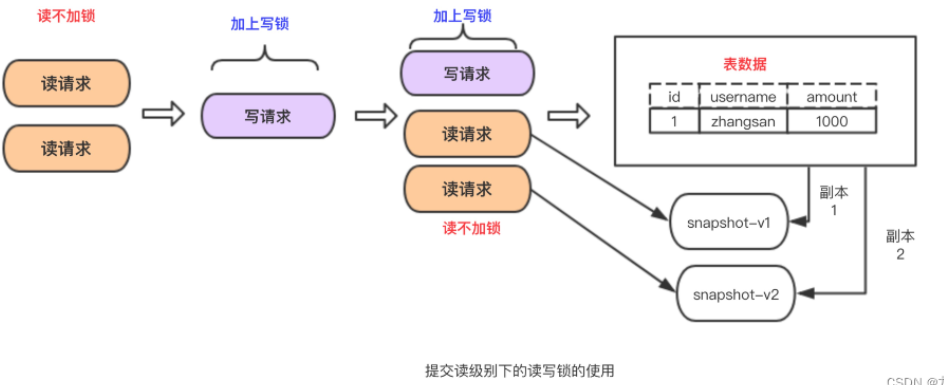 读不加锁
读请求
读请求
加上写锁
写请求
加上写锁
写请求
读请求
读请求
读不加锁
表数据
id username amount
1 zhangsan 1000
副本
1
副本
2
snapshot-v1
snapshot-v2
提交读级别下的读写锁的使用
CSDN